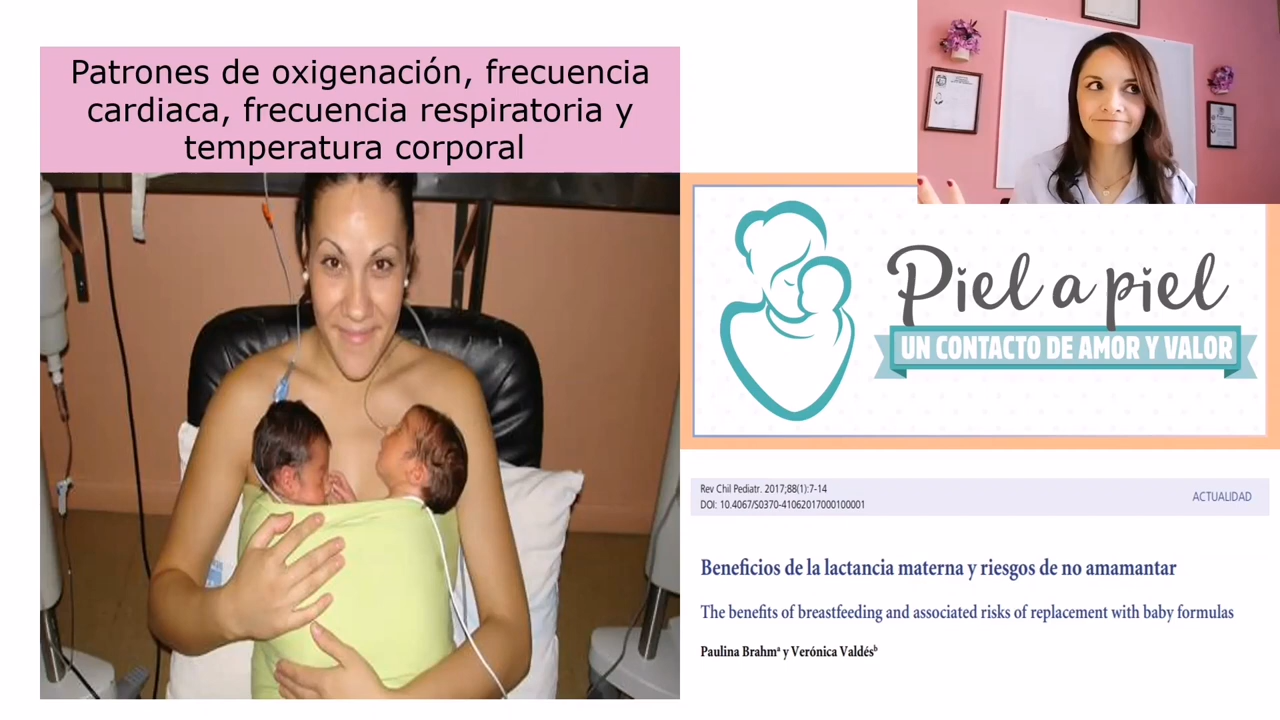 Patrones de oxigenación, frecuencia
cardiaca, frecuencia respiratoria y
temperatura corporal
Piel a piel
UN CONTACTO DE AMOR Y VALOR
Rev Chil Pediatr. 2017;88(1):7-14
DOI: 10.4067/S0370-41062017000100001
ACTUALIDAD
Beneficios de la lactancia materna y riesgos de no amamantar
The benefits of breastfeeding and associated risks of replacement with baby formulas
Paulina Brahmᵃ y Verónica Valdésᵇ